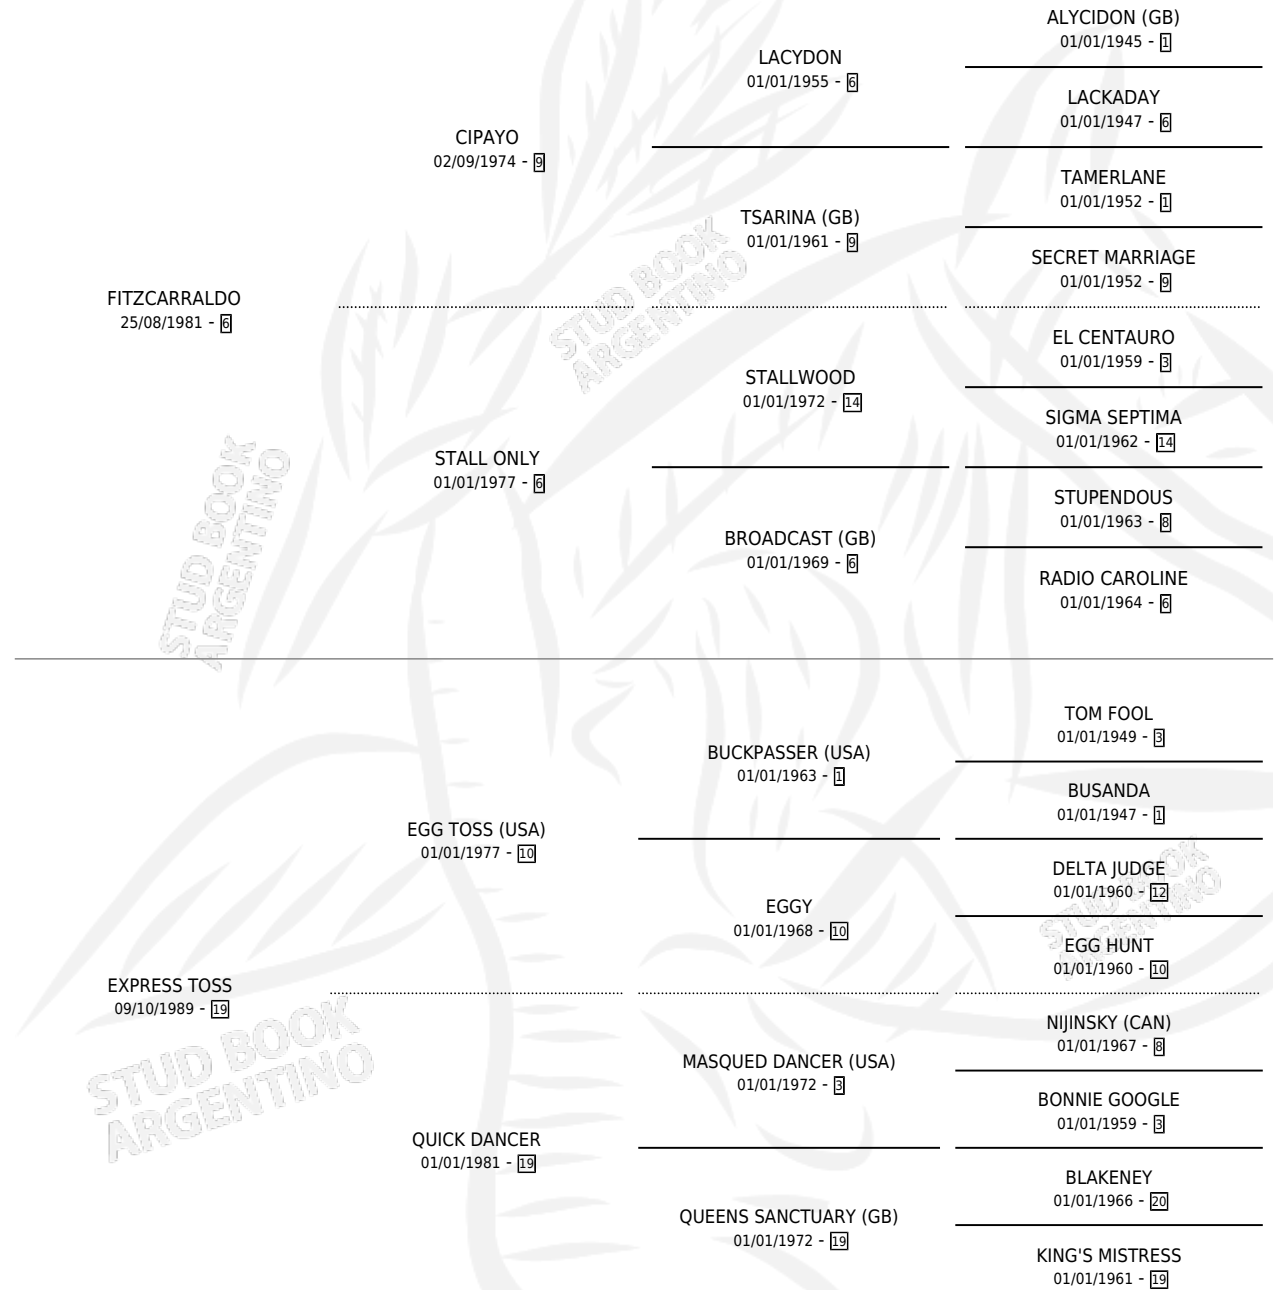 ALYCIDON (GB)
01/01/1945 - 1
LACYDON
01/01/1955 - 6
LACKADAY
01/01/1947 - 6
CIPAYO
02/09/1974 - 9
TAMERLANE
01/01/1952 - 1
TSARINA (GB)
01/01/1961 - 9
SECRET MARRIAGE
01/01/1952 - 9
FITZCARRALDO
25/08/1981 - 6
STUD BOOK
ARGENTINO
EL CENTAURO
01/01/1959 - 3
STALLWOOD
01/01/1972 - 14
SIGMA SEPTIMA
01/01/1962 - 14
STALL ONLY
01/01/1977 - 6
STUD BOOK
ARGENTINO
STUPENDOUS
01/01/1963 - 8
BROADCAST (GB)
01/01/1969 - 6
RADIO CAROLINE
01/01/1964 - 6
TOM FOOL
01/01/1949 - 3
BUCKPASSER (USA)
01/01/1963 - 1
BUSANDA
01/01/1947 - 1
EGG TOSS (USA)
01/01/1977 - 10
DELTA JUDGE
01/01/1960 - 12
EGGY
01/01/1968 - 10
STUD BOOK
ARGENTINO
EGG HUNT
01/01/1960 - 10
EXPRESS TOSS
09/10/1989 - 19
STUD BOOK
ARGENTINO
NIJINSKY (CAN)
01/01/1967 - 8
MASQUED DANCER (USA)
01/01/1972 - 3
BONNIE GOOGLE
01/01/1959 - 3
QUICK DANCER
01/01/1981 - 19
BLAKENEY
01/01/1966 - 20
QUEENS SANCTUARY (GB)
01/01/1972 - 19
KING'S MISTRESS
01/01/1961 - 19